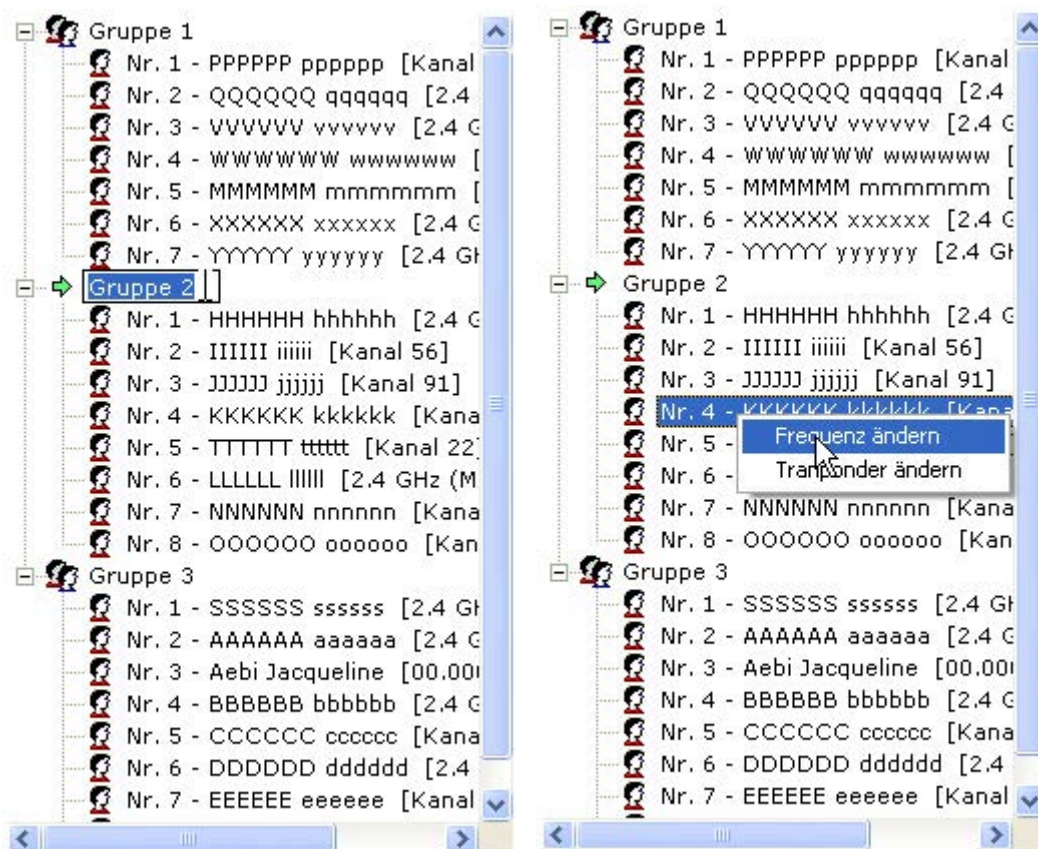 Gruppe 1
Nr. 1 - PPPPPP pppppp [Kanal
Nr. 2 - QQQQQQ qqqqqq [2.4
Nr. 3 - VVVVVV vvvvvv [2.4 G
Nr. 4 - WWWWWW wwwwww [
Nr. 5 - MMMMMM mmmmmm [
Nr. 6 - XXXXXX xxxxxx [2.4 G
Nr. 7 - YYYYYY yyyyyy [2.4 GH
Gruppe 2
Nr. 1 - HHHHHH hhhhhh [2.4 G
Nr. 2 - IIIIII iiiiii [Kanal 56]
Nr. 3 - JJJJJJ jjjjjj [Kanal 91]
Nr. 4 - KKKKKK kkkkkk [Kana
Nr. 5 - TTTTTT tttttt [Kanal 22]
Nr. 6 - LLLLLL llllll [2.4 GHz (M
Nr. 7 - NNNNNN nnnnnn [Kana
Nr. 8 - OOOOOO oooooo [Kan
Gruppe 3
Nr. 1 - SSSSSS ssssss [2.4 GH
Nr. 2 - AAAAAA aaaaaa [2.4 G
Nr. 3 - Aebi Jacqueline [00.00
Nr. 4 - BBBBBB bbbbbb [2.4 G
Nr. 5 - CCCCCC cccccc [Kana
Nr. 6 - DDDDDD dddddd [2.4
Nr. 7 - EEEEEE eeeeee [Kanal
Gruppe 1
Nr. 1 - PPPPPP pppppp [Kanal
Nr. 2 - QQQQQQ qqqqqq [2.4
Nr. 3 - VVVVVV vvvvvv [2.4 G
Nr. 4 - WWWWWW wwwwww [
Nr. 5 - MMMMMM mmmmmm [
Nr. 6 - XXXXXX xxxxxx [2.4 G
Nr. 7 - YYYYYY yyyyyy [2.4 GH
Gruppe 2
Nr. 1 - HHHHHH hhhhhh [2.4 G
Nr. 2 - IIIIII iiiiii [Kanal 56]
Nr. 3 - JJJJJJ jjjjjj [Kanal 91]
Nr. 4 - KKKKKK kkkkkk [Kana
Frequenz ändern
Nr. 5 -
Tranponder ändern
Nr. 6 -
Nr. 7 - NNNNNN nnnnnn [Kana
Nr. 8 - OOOOOO oooooo [Kan
Gruppe 3
Nr. 1 - SSSSSS ssssss [2.4 GH
Nr. 2 - AAAAAA aaaaaa [2.4 G
Nr. 3 - Aebi Jacqueline [00.00
Nr. 4 - BBBBBB bbbbbb [2.4 G
Nr. 5 - CCCCCC cccccc [Kana
Nr. 6 - DDDDDD dddddd [2.4
Nr. 7 - EEEEEE eeeeee [Kanal